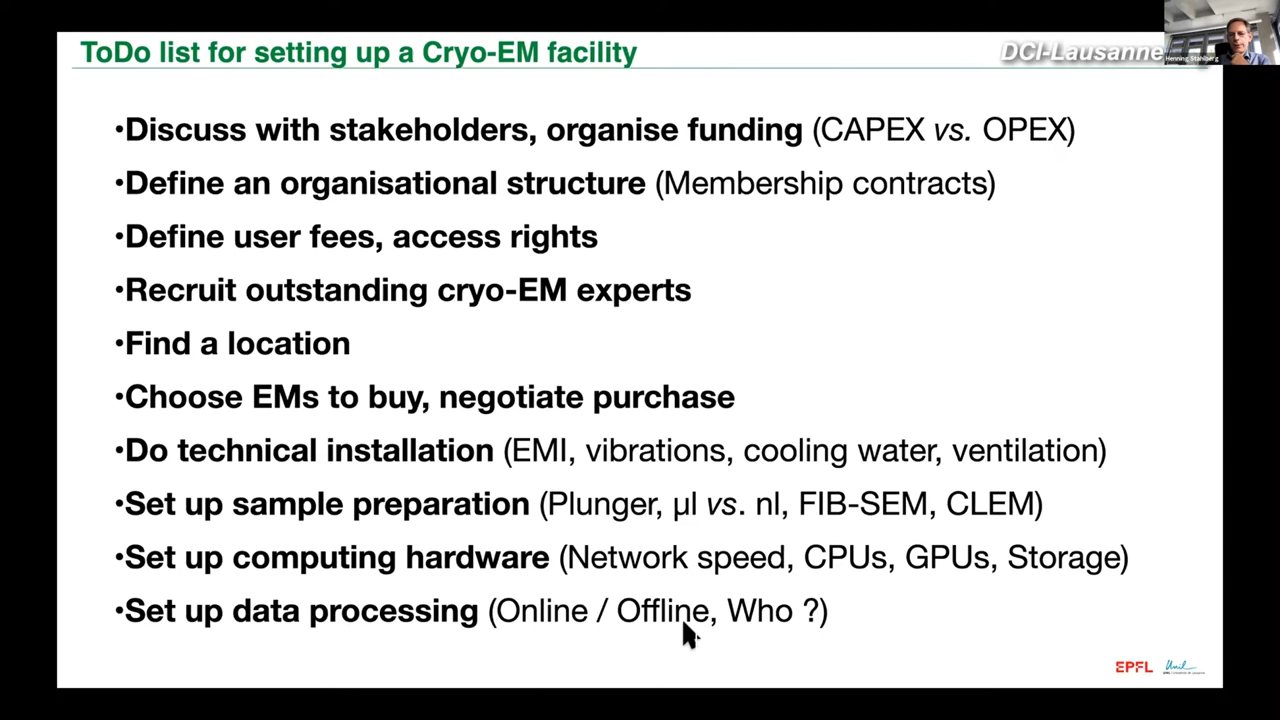 ToDo list for setting up a Cryo-EM facility
DCI-Lausanne
Henning Stahlberg
•Discuss with stakeholders, organise funding (CAPEX vs. OPEX)
•Define an organisational structure (Membership contracts)
•Define user fees, access rights
•Recruit outstanding cryo-EM experts
•Find a location
•Choose EMs to buy, negotiate purchase
•Do technical installation (EMI, vibrations, cooling water, ventilation)
•Set up sample preparation (Plunger, µl vs. nl, FIB-SEM, CLEM)
•Set up computing hardware (Network speed, CPUs, GPUs, Storage)
•Set up data processing (Online / Offline, Who ?)
EPFL
Unil